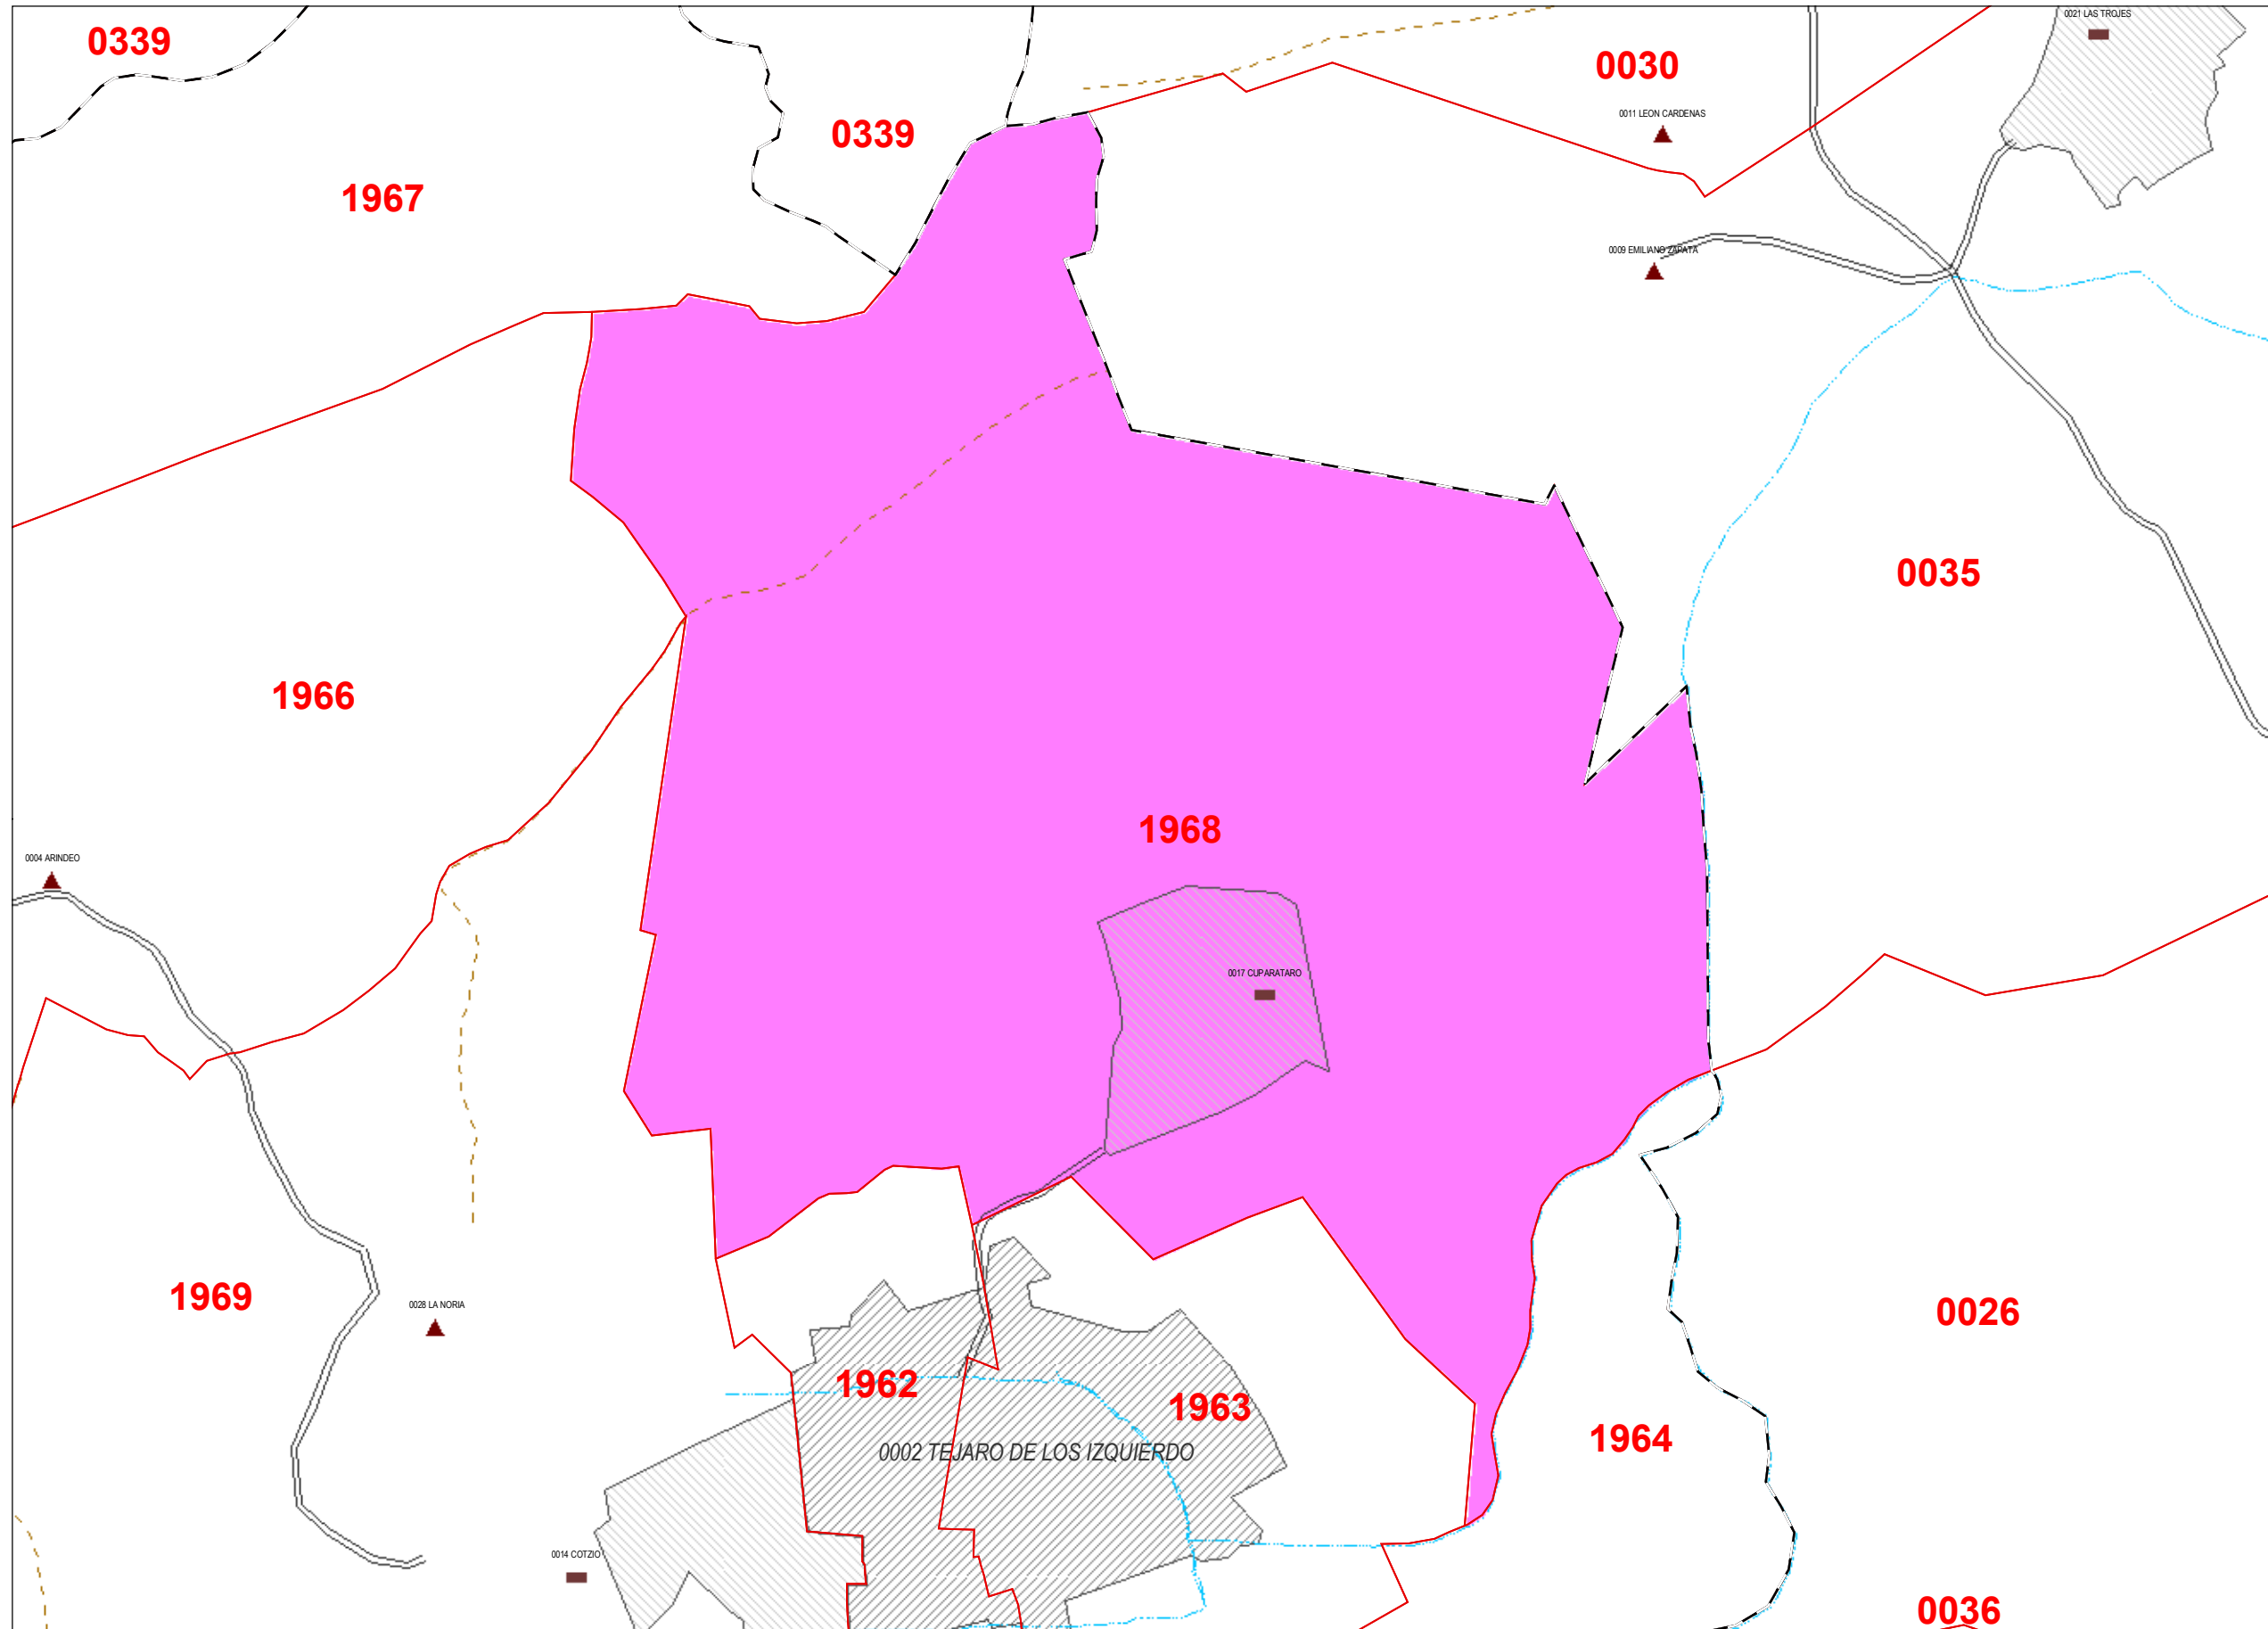 0021 LAS TROJES
0339
0030
0011 LEON CARDENAS
0339
1967
0009 EMILIANO ZAPATA
0035
1966
1968
0004 ARINDEO
0017 CUPARATARO
1969
0028 LA NORIA
0026
1962
1963
1964
0002 TEJARO DE LOS IZQUIERDO
0014 COTZIO
0036